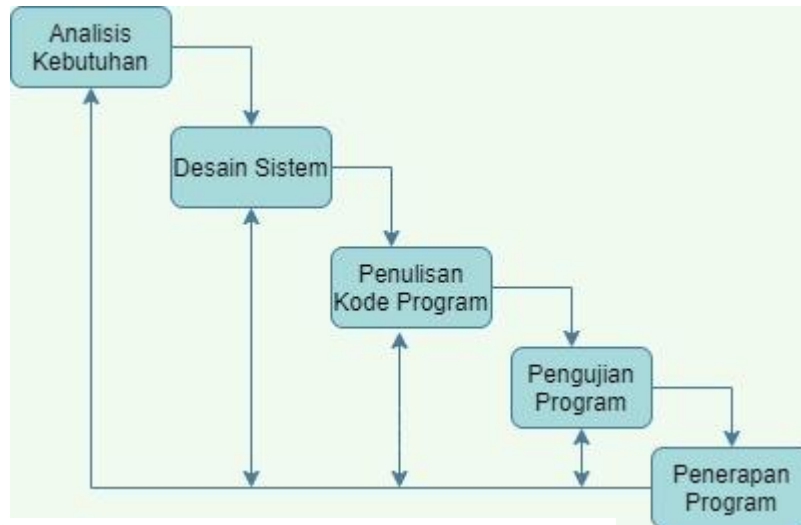 Analisis
Kebutuhan
Desain Sistem
Penulisan
Kode Program
Pengujian
Program
Penerapan
Program